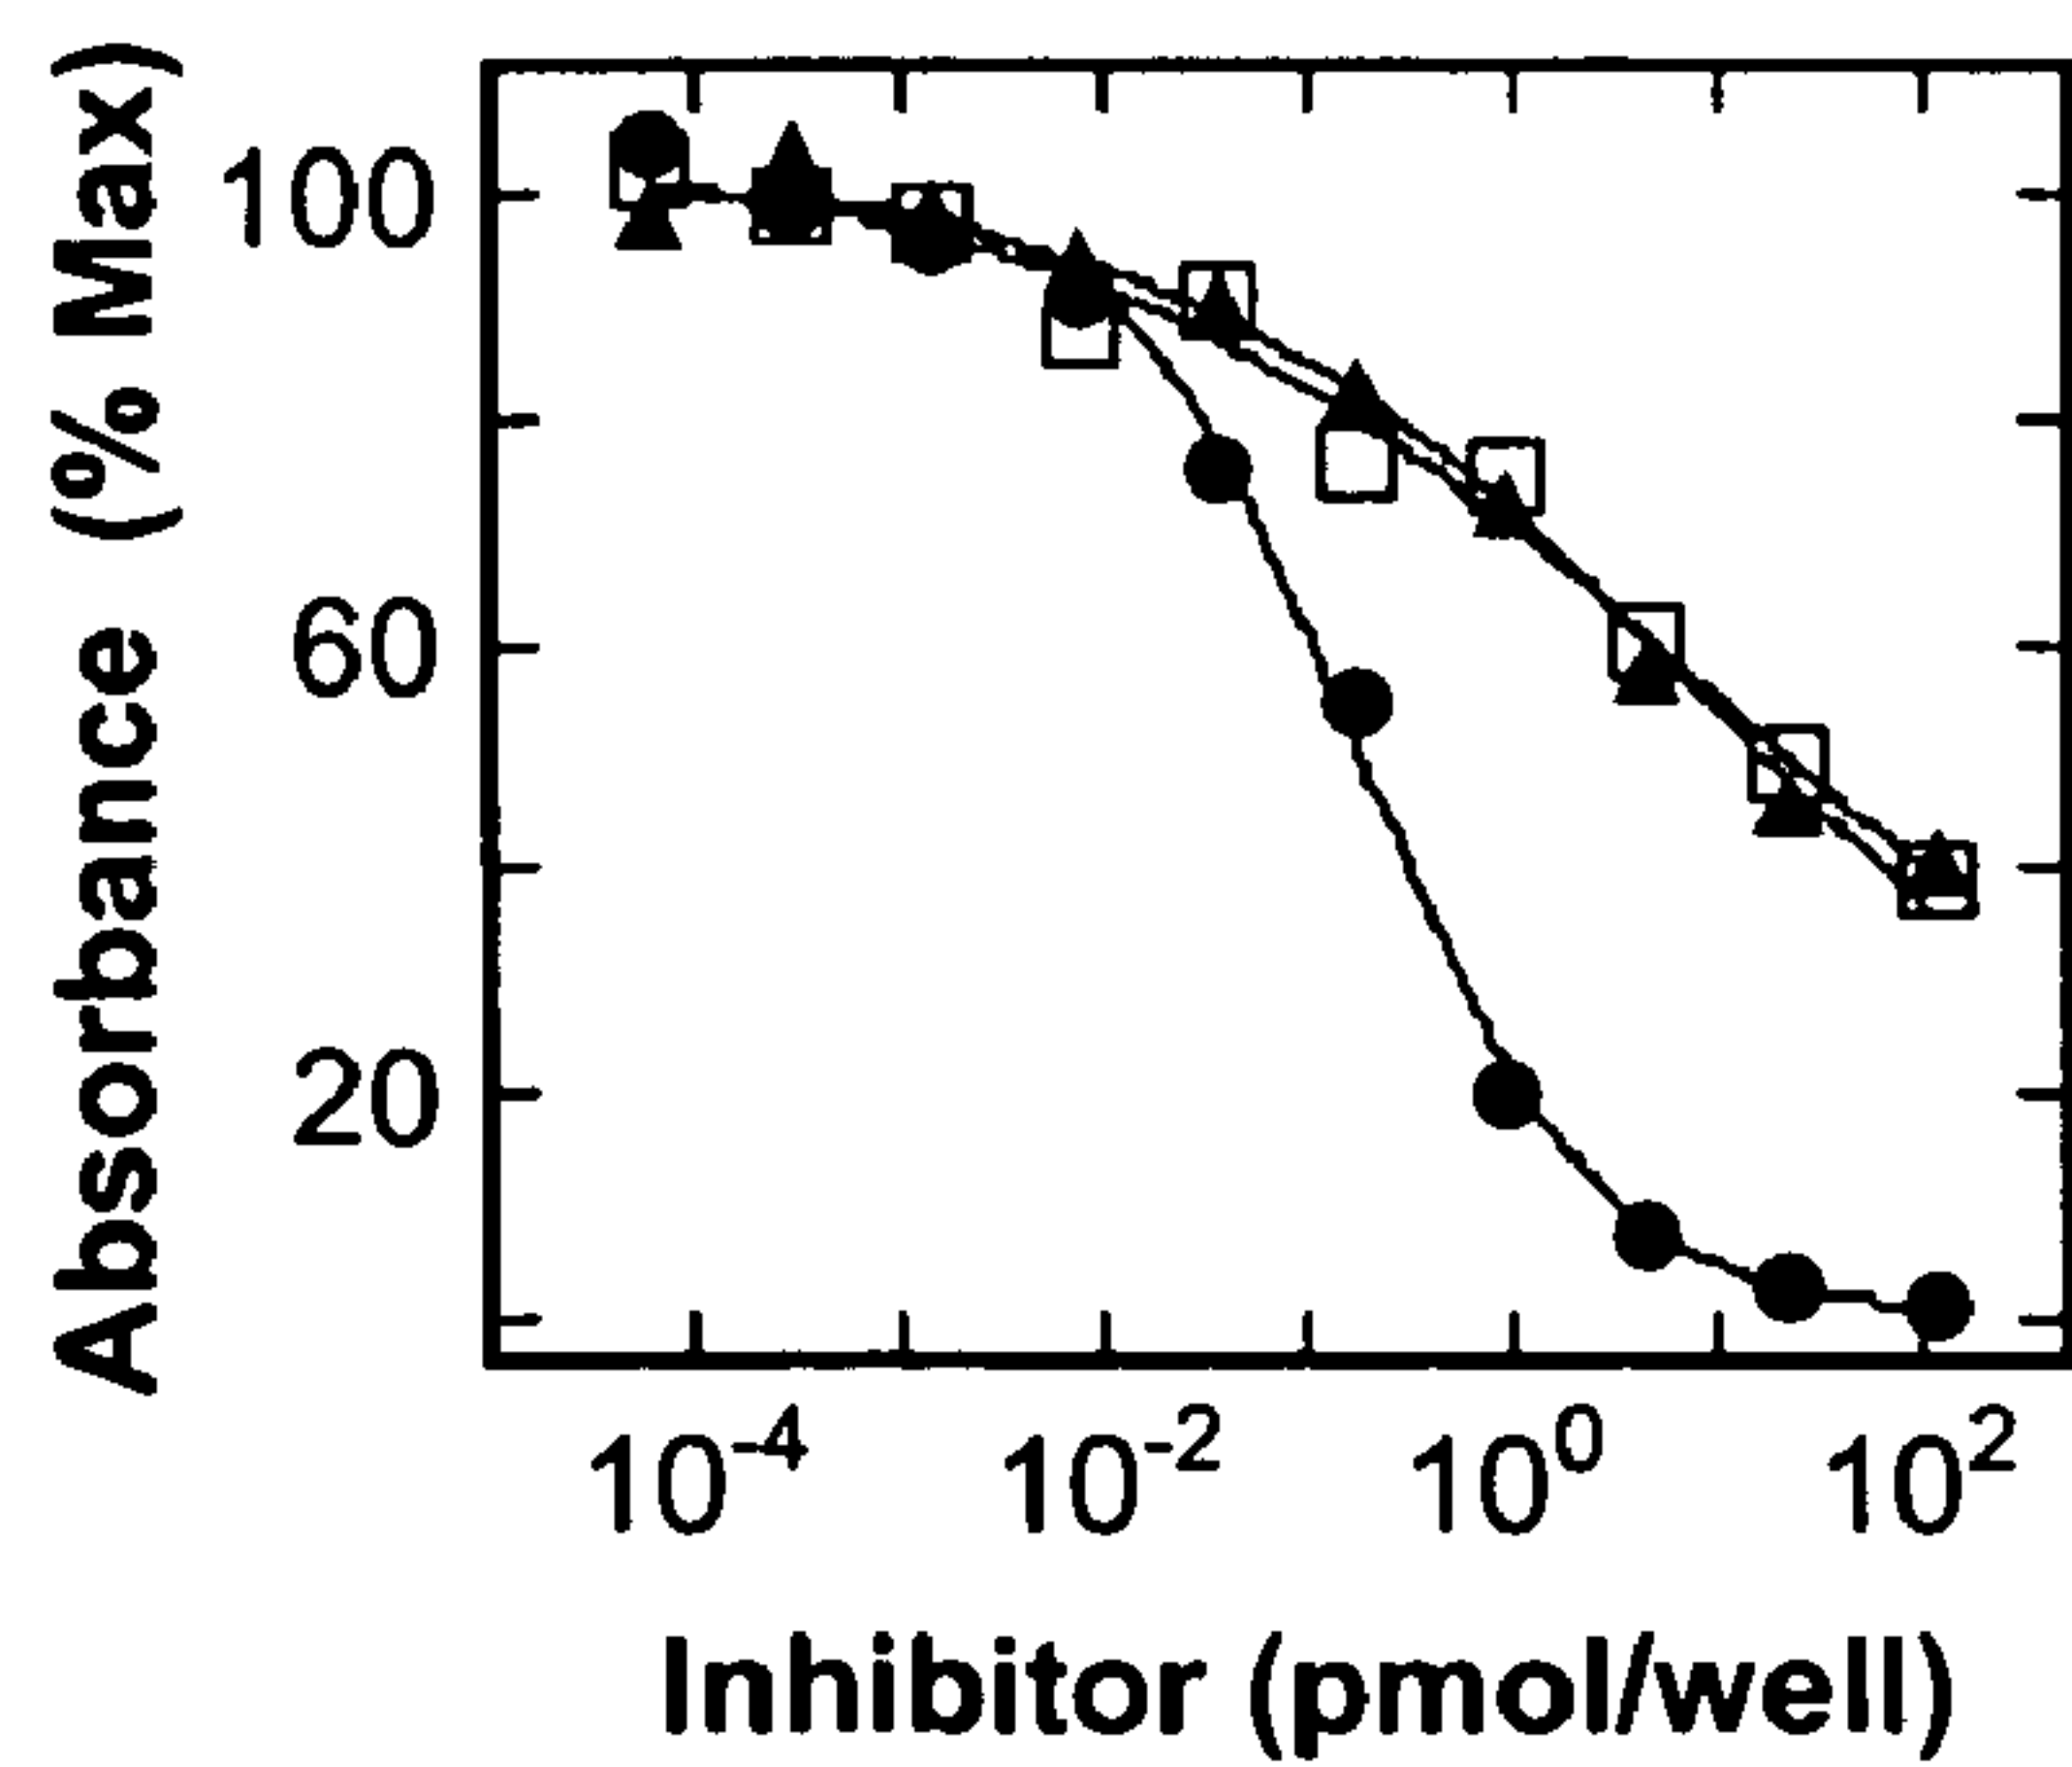 Absorbance (% Max)
100
60
20
10⁻⁴ 10⁻² 10⁰ 10²
Inhibitor (pmol/well)